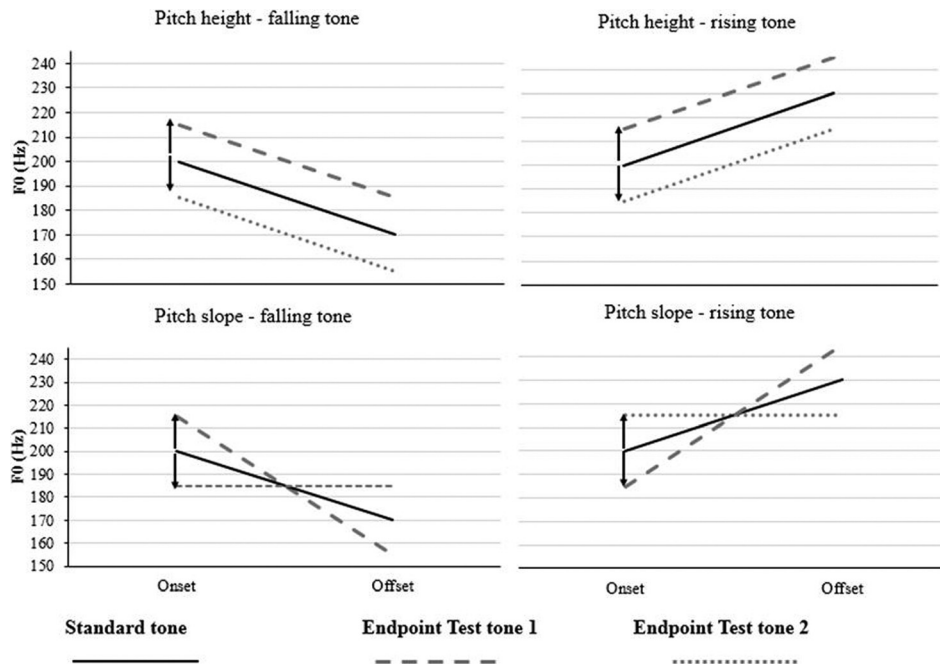 Pitch height - falling tone
Pitch height - rising tone
F0 (Hz)
240
230
220
210
200
190
180
170
160
150
Pitch slope - falling tone
Pitch slope - rising tone
F0 (Hz)
240
230
220
210
200
190
180
170
160
150
Onset
Offset
Onset
Offset
Standard tone
Endpoint Test tone 1
Endpoint Test tone 2